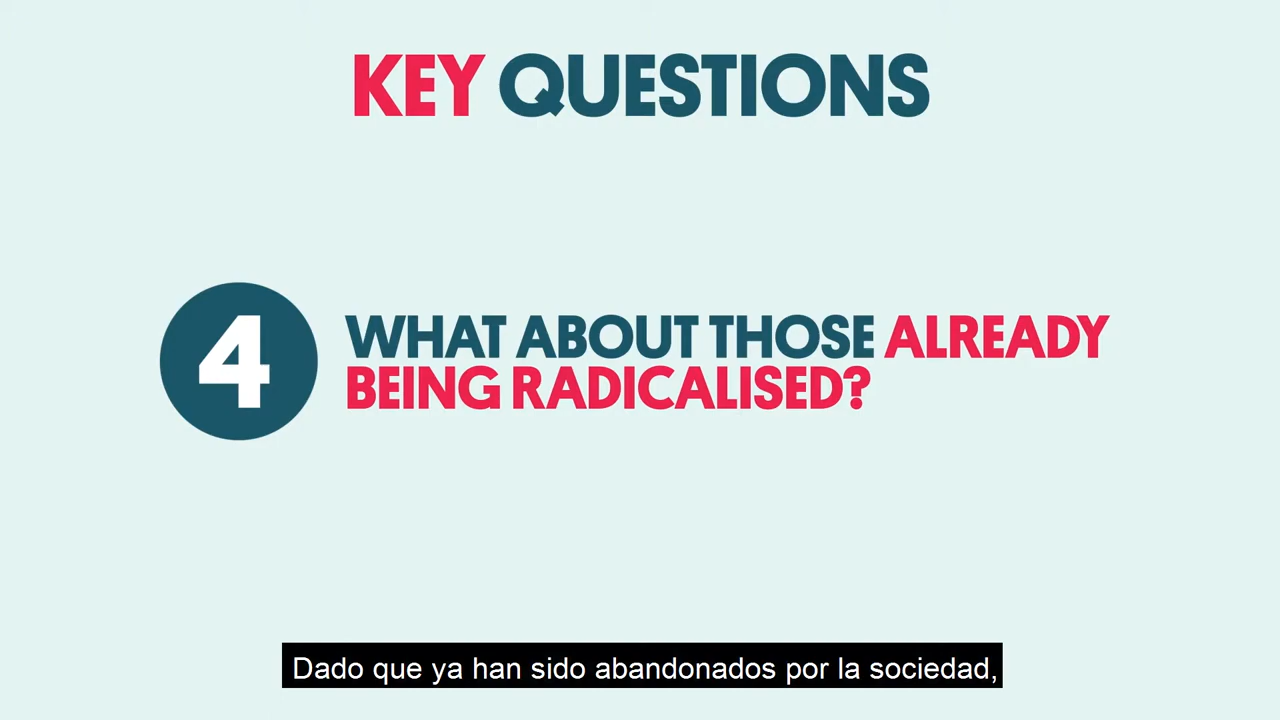 KEY QUESTIONS
4
WHAT ABOUT THOSE ALREADY
BEING RADICALISED?
Dado que ya han sido abandonados por la sociedad,